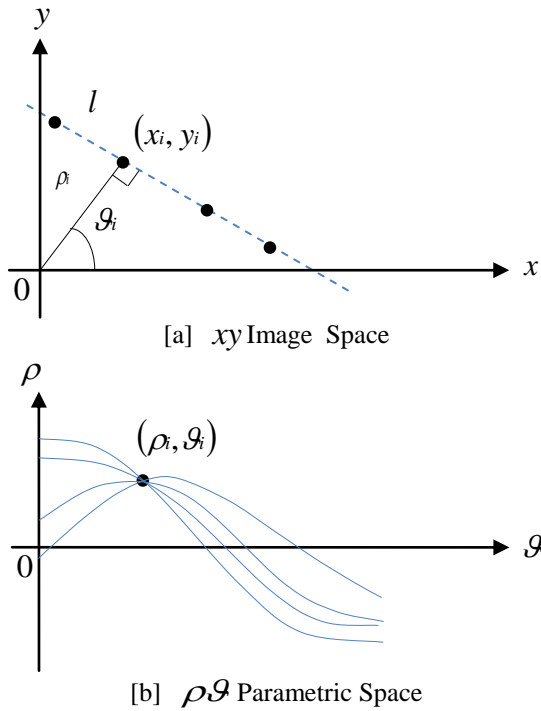 y
l
(xi, yi)
ρi
ϑi
0
x
[a] xy Image Space
ρ
(ρi, ϑi)
0
ϑ
[b] ρϑ Parametric Space